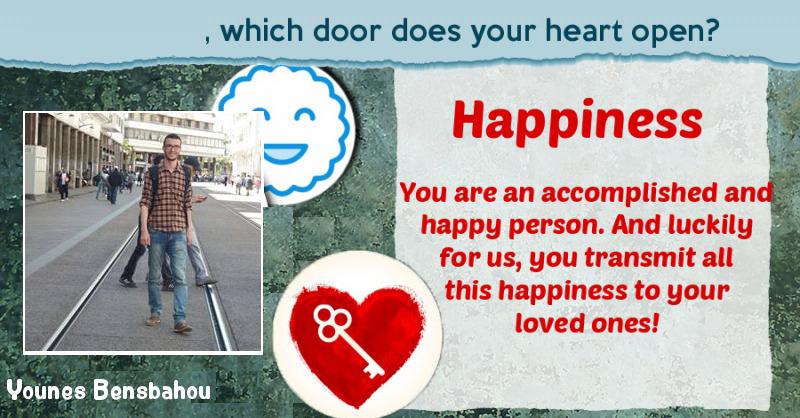 , which door does your heart open?
Happiness
You are an accomplished and
happy person. And luckily
for us, you transmit all
this happiness to your
loved ones!
Younes Bensbahou